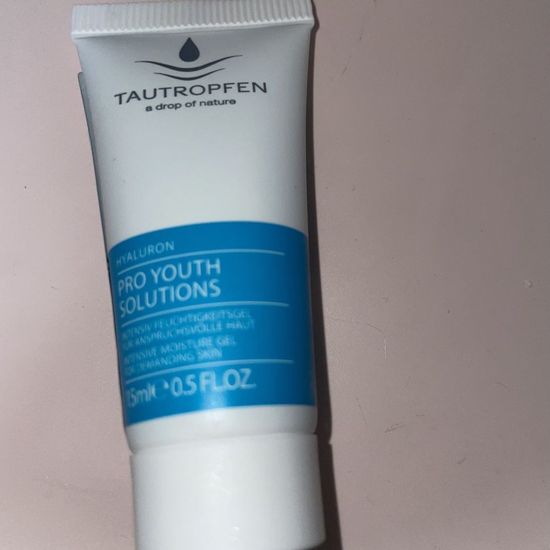 TAUTROPFEN
a drop of nature
HYALURON
PRO YOUTH
SOLUTIONS
INTENSIV FEUCHTIGKEITSGEL
FÜR ANSPRUCHSVOLLE HAUT
INTENSIVE MOISTURE GEL
FOR DEMANDING SKIN
15ml℮ 0.5 FL.OZ.